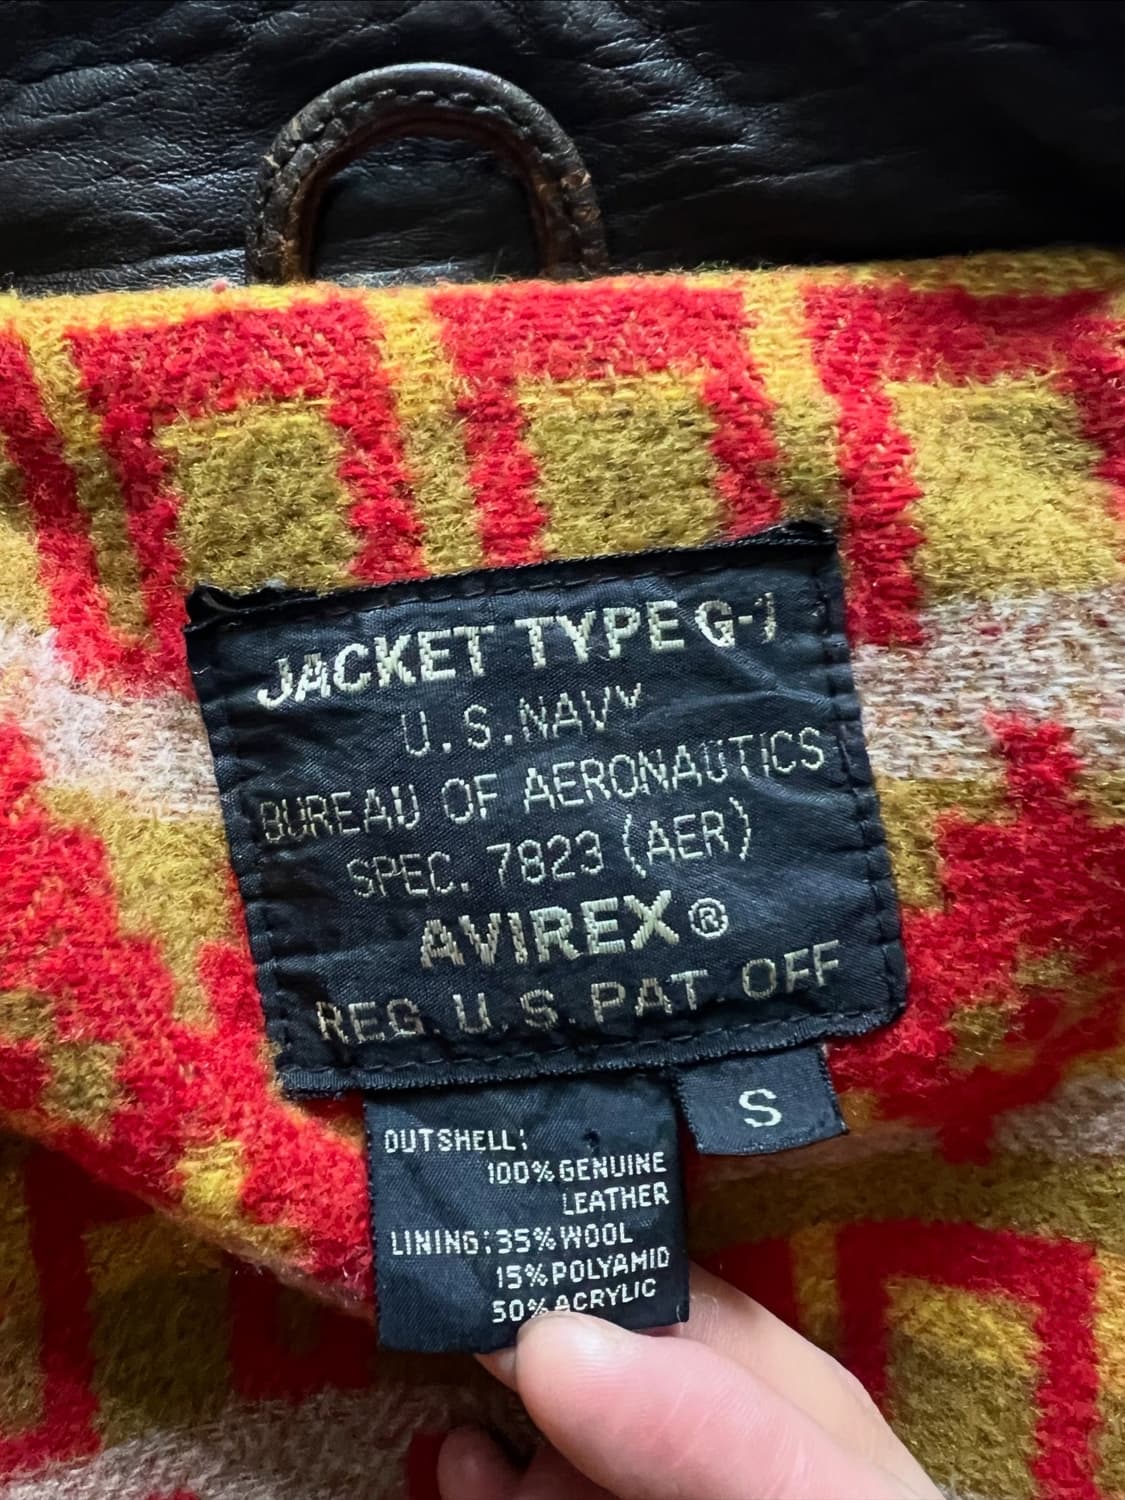 JACKET TYPE G-1
U.S. NAVY
BUREAU OF AERONAUTICS
SPEC. 7823 (AER)
AVIREX®
REG. U.S. PAT. OFF
S
OUTSHELL:
100% GENUINE
LEATHER
LINING: 35% WOOL
15% POLYAMID
50% ACRYLIC